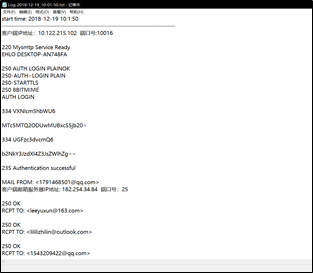 Log-2018-12-19_10-01-50.txt - 记事本
文件(F) 编辑(E) 格式(O) 查看(V) 帮助(H)
start time: 2018-12-19 10:1:50
客户端IP地址: 10.122.215.102 端口号:10016
220 Mysmtp Service Ready
EHLO DESKTOP-AN748FA
250 AUTH LOGIN PLAINOK
250-AUTH=LOGIN PLAIN
250-STARTTLS
250 8BITMIME
AUTH LOGIN
334 VXNlcm5hbWU6
334 UGFzc3dvcmQ6
235 Authentication successful
MAIL FROM: <1791468501@qq.com>
客户端邮箱服务器IP地址: 182.254.34.84 端口号: 25
250 OK
RCPT TO: <leeyuxun@163.com>
250 OK
RCPT TO: <lililizhilin@outlook.com>
250 OK
RCPT TO: <1543209422@qq.com>